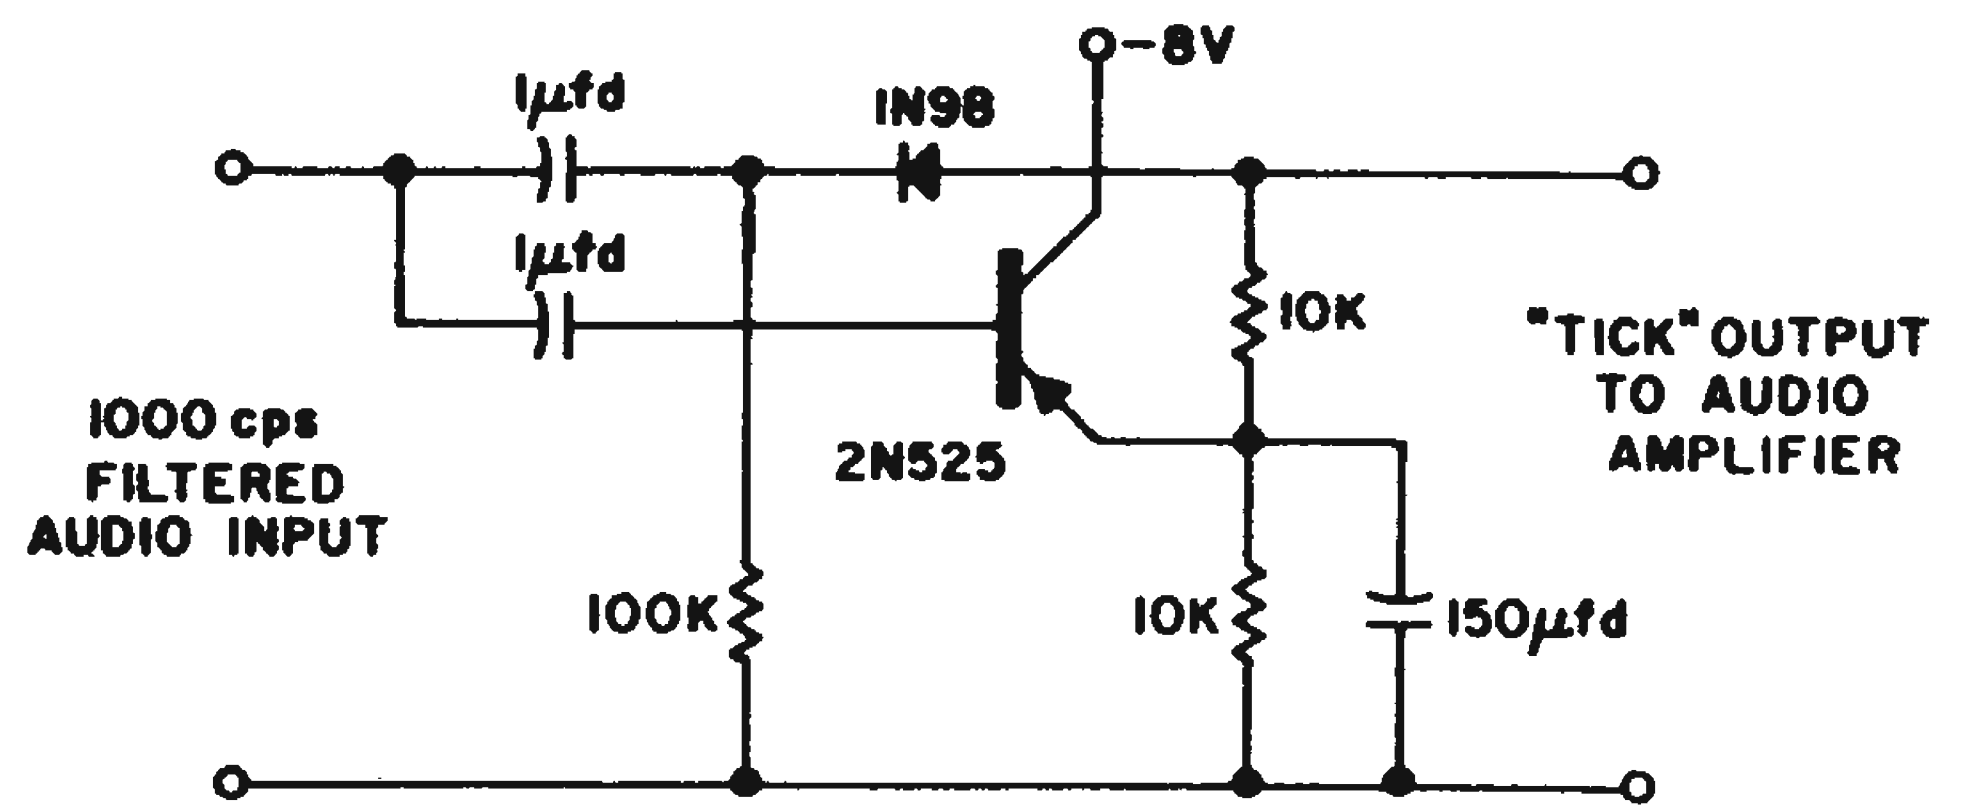 -8V
1µfd
1N98
1µfd
10K
"TICK" OUTPUT
TO AUDIO
AMPLIFIER
1000 cps
FILTERED
AUDIO INPUT
2N525
100K
10K
150µfd